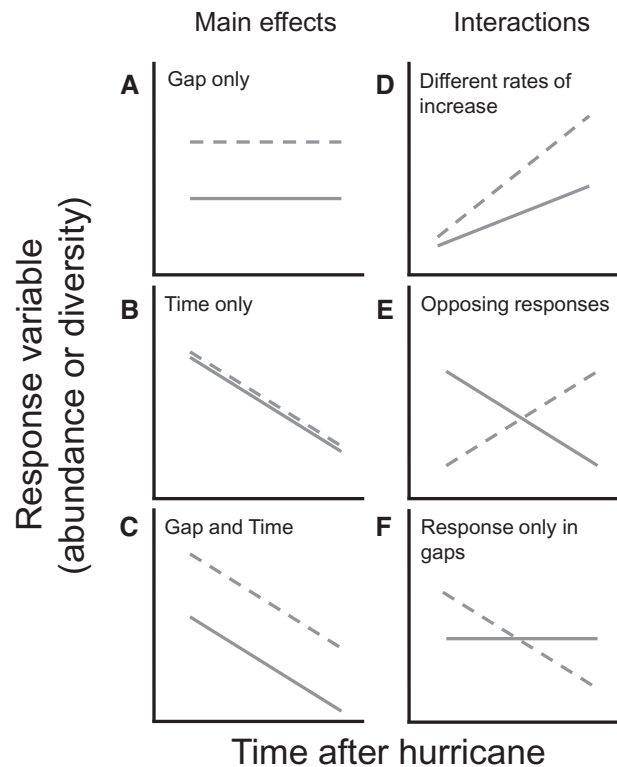 Main effects
Interactions
A
Gap only
D
Different rates of
increase
B
Time only
E
Opposing responses
C
Gap and Time
F
Response only in
gaps
Response variable
(abundance or diversity)
Time after hurricane